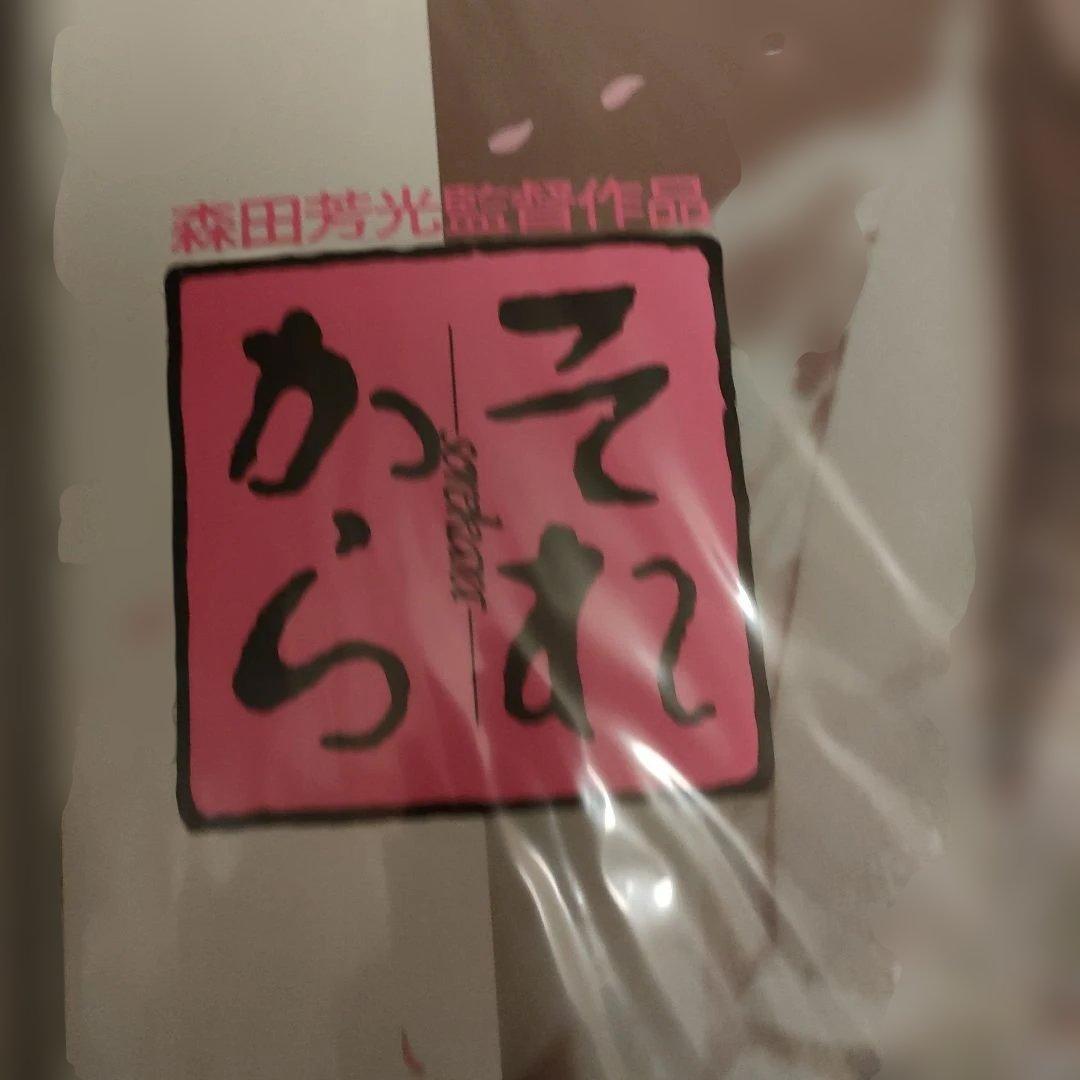 森田芳光監督作品
それ
から
sorekara